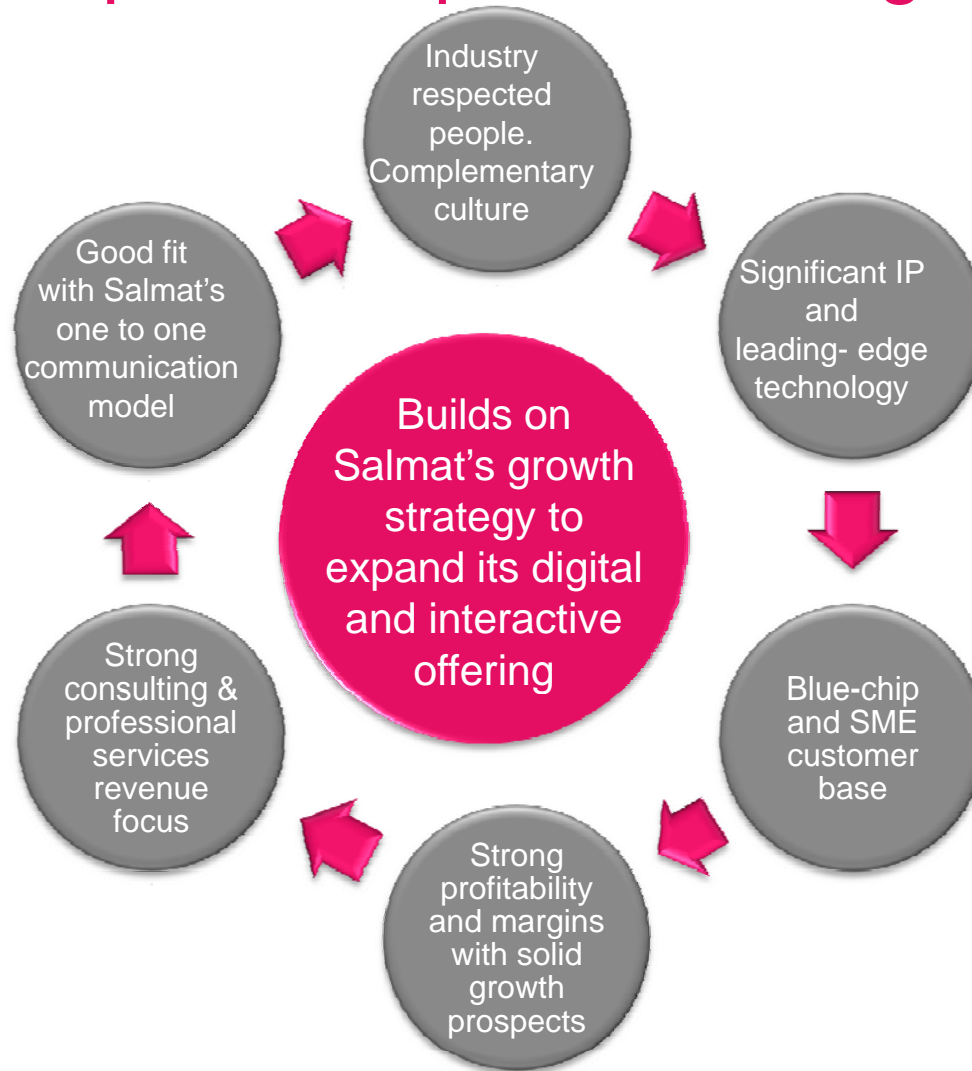 Industry
respected
people.
Complementary
culture
Significant IP
and
leading- edge
technology
Blue-chip
and SME
customer
base
Strong
profitability
and margins
with solid
growth
prospects
Strong
consulting &
professional
services
revenue
focus
Good fit
with Salmat’s
one to one
communication
model
Builds on
Salmat’s growth
strategy to
expand its digital
and interactive
offering